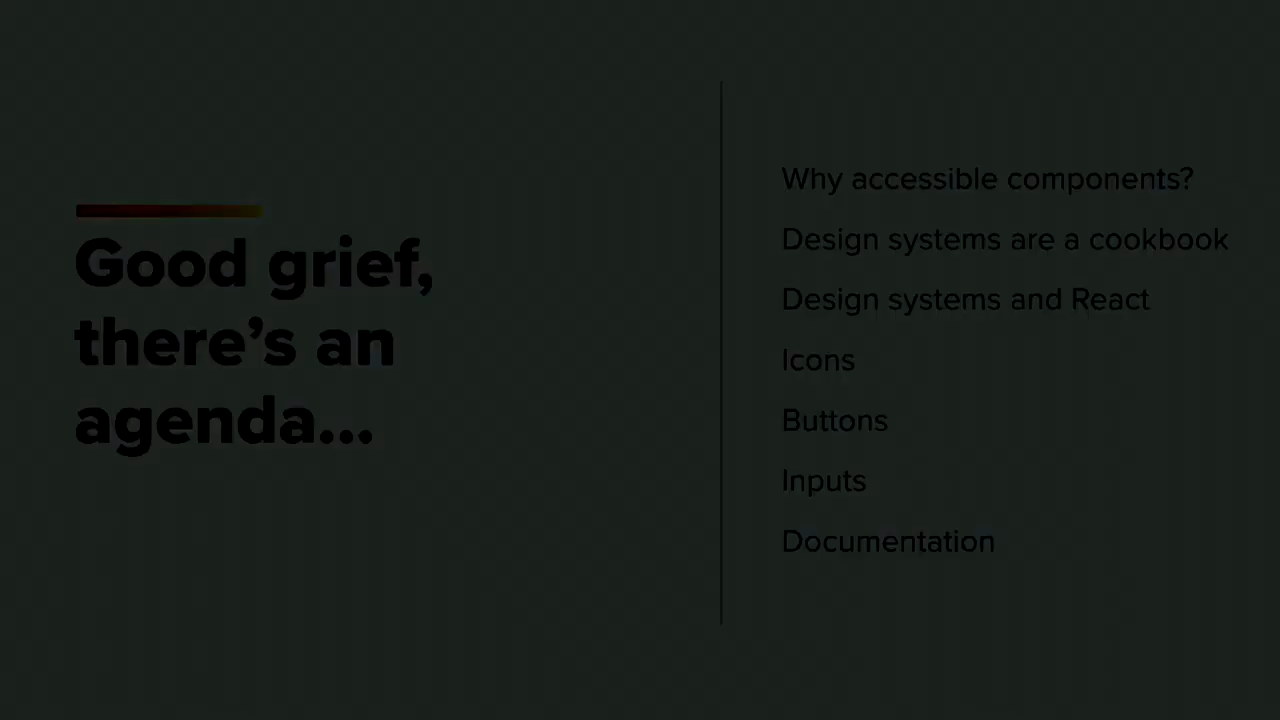 Good grief,
there’s an
agenda...
Why accessible components?
Design systems are a cookbook
Design systems and React
Icons
Buttons
Inputs
Documentation